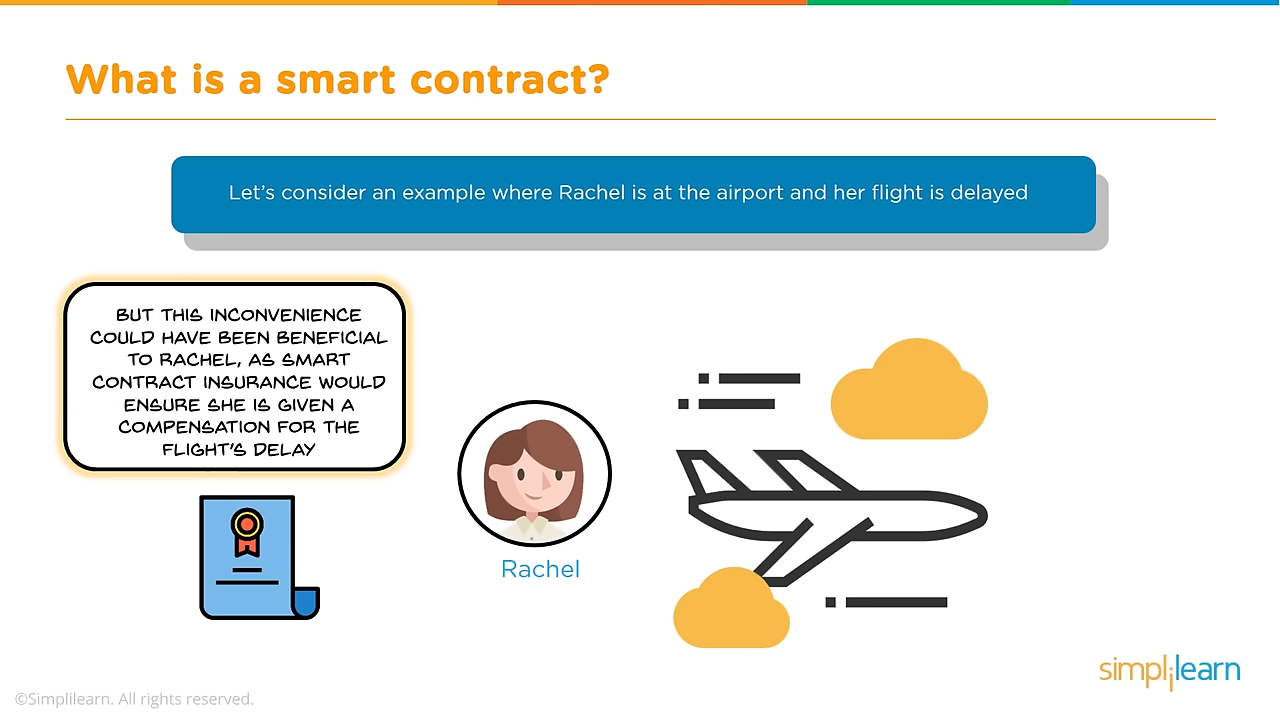 What is a smart contract?
Let's consider an example where Rachel is at the airport and her flight is delayed
BUT THIS INCONVENIENCE
COULD HAVE BEEN BENEFICIAL
TO RACHEL, AS SMART
CONTRACT INSURANCE WOULD
ENSURE SHE IS GIVEN A
COMPENSATION FOR THE
FLIGHT'S DELAY
Rachel
simplilearn
©Simplilearn. All rights reserved.